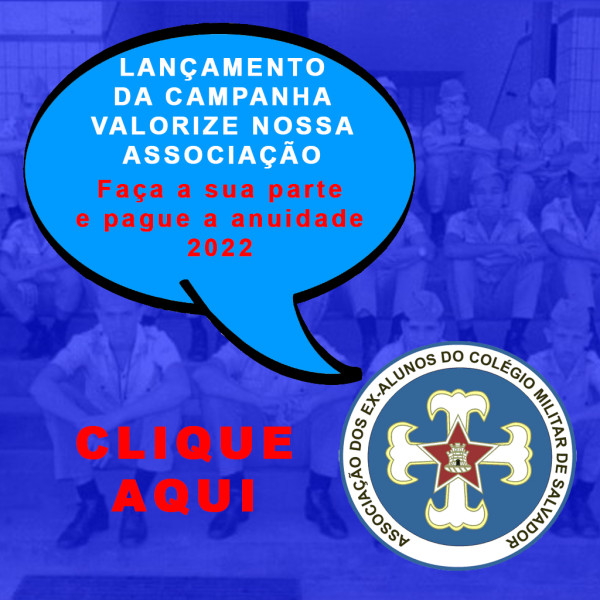 LANÇAMENTO
DA CAMPANHA
VALORIZE NOSSA
ASSOCIAÇÃO
Faça a sua parte
e pague a anuidade
2022
CLIQUE
AQUI
ASSOCIAÇÃO DOS EX-ALUNOS DO COLÉGIO MILITAR DE SALVADOR